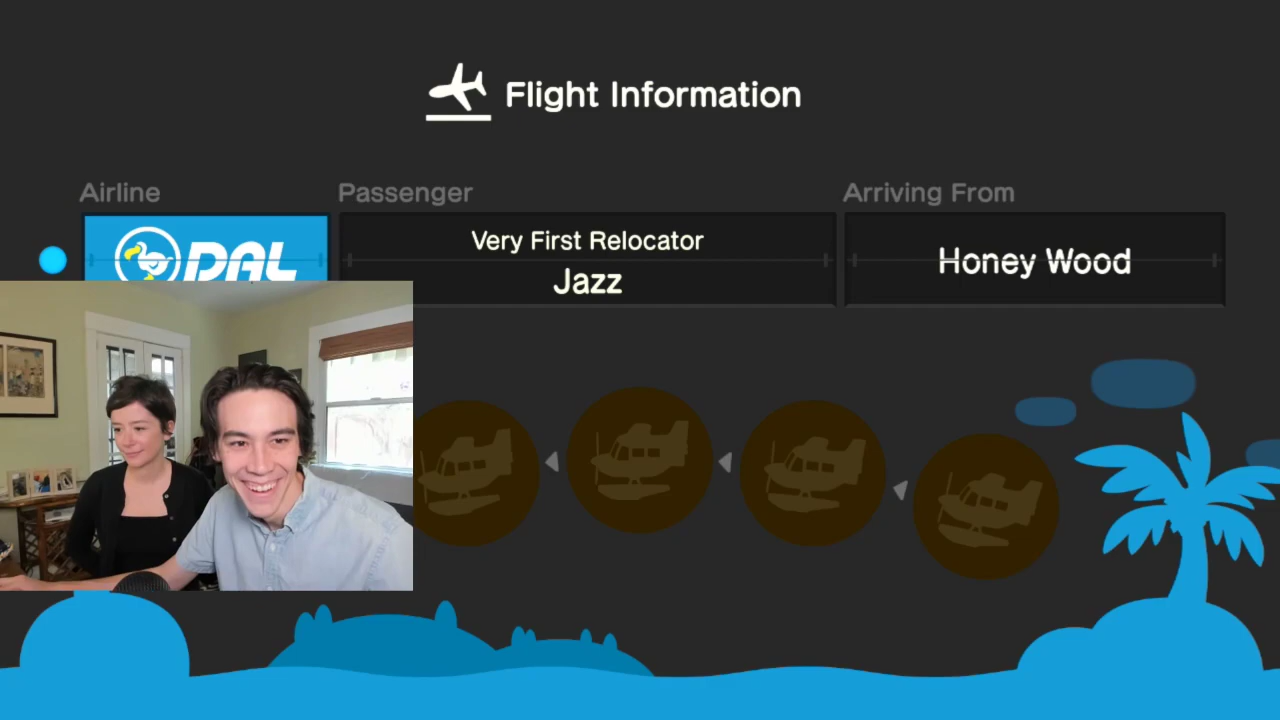 Flight Information
Airline
Passenger
Arriving From
DAL
Very First Relocator
Jazz
Honey Wood